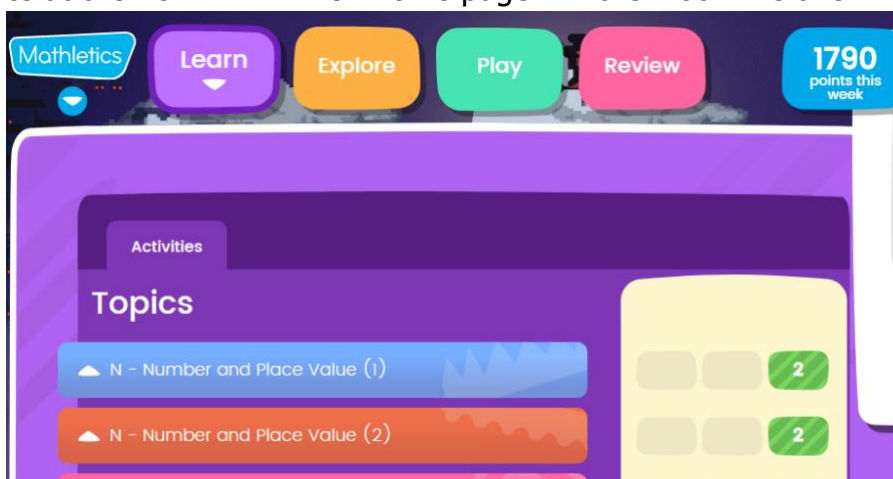 Mathletics
Learn
Explore
Play
Review
1790
points this
week
Activities
Topics
N - Number and Place Value (1)
2
N - Number and Place Value (2)
2